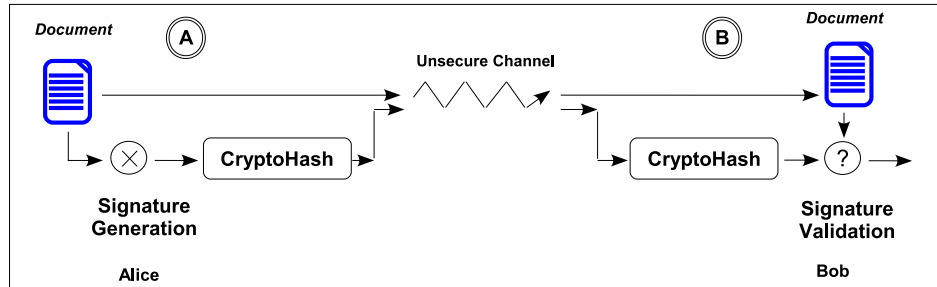 Document
A
B
Document
Unsecure Channel
CryptoHash
CryptoHash
?
Signature
Generation
Signature
Validation
Alice
Bob